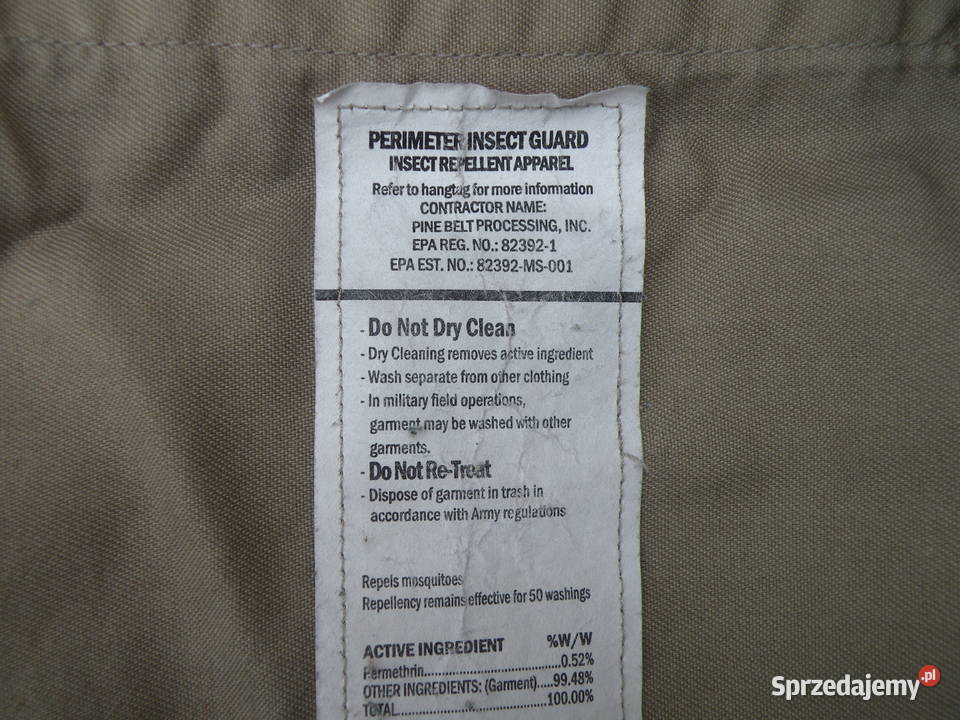 PERIMETER INSECT GUARD
INSECT REPELLENT APPAREL
Refer to hangtag for more information
CONTRACTOR NAME:
PINE BELT PROCESSING, INC.
EPA REG. NO.: 82392-1
EPA EST. NO.: 82392-MS-001
- Do Not Dry Clean
- Dry Cleaning removes active ingredient
- Wash separate from other clothing
- In military field operations,
garment may be washed with other
garments.
- Do Not Re-Treat
- Dispose of garment in trash in
accordance with Army regulations
Repels mosquitoes
Repellency remains effective for 50 washings
ACTIVE INGREDIENT %W/W
Permethrin..............................0.52%
OTHER INGREDIENTS: (Garment).....99.48%
TOTAL..................................100.00%
Sprzedajemy.pl